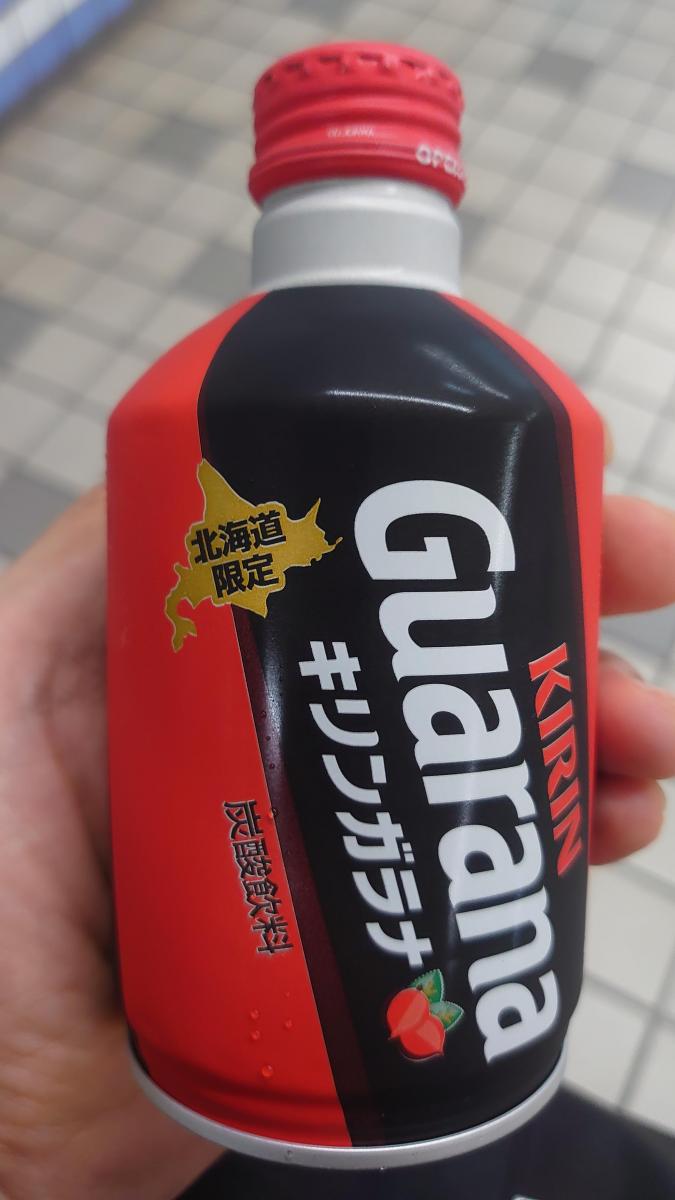 北海道
限定
KIRIN
Guarana
キリンガラナ
炭酸飲料